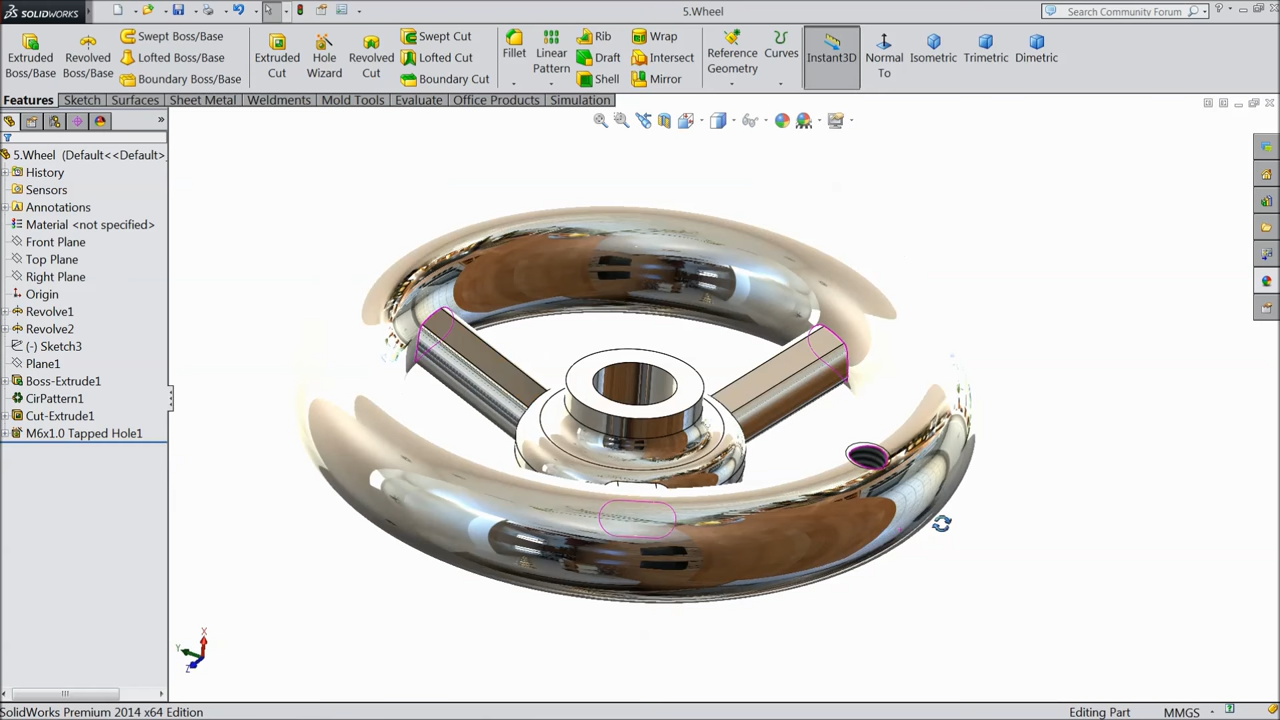 SOLIDWORKS
5.Wheel
Search Community Forum
Extruded Boss/Base
Revolved Boss/Base
Swept Boss/Base
Lofted Boss/Base
Boundary Boss/Base
Extruded Cut
Hole Wizard
Revolved Cut
Swept Cut
Lofted Cut
Boundary Cut
Fillet
Linear Pattern
Rib
Draft
Shell
Wrap
Intersect
Mirror
Reference Geometry
Curves
Instant3D
Normal To
Isometric
Trimetric
Dimetric
Features
Sketch
Surfaces
Sheet Metal
Weldments
Mold Tools
Evaluate
Office Products
Simulation
5.Wheel (Default<<Default>
History
Sensors
Annotations
Material <not specified>
Front Plane
Top Plane
Right Plane
Origin
Revolve1
Revolve2
(-) Sketch3
Plane1
Boss-Extrude1
CirPattern1
Cut-Extrude1
M6x1.0 Tapped Hole1
X
Y
Z
SolidWorks Premium 2014 x64 Edition
Editing Part
MMGS